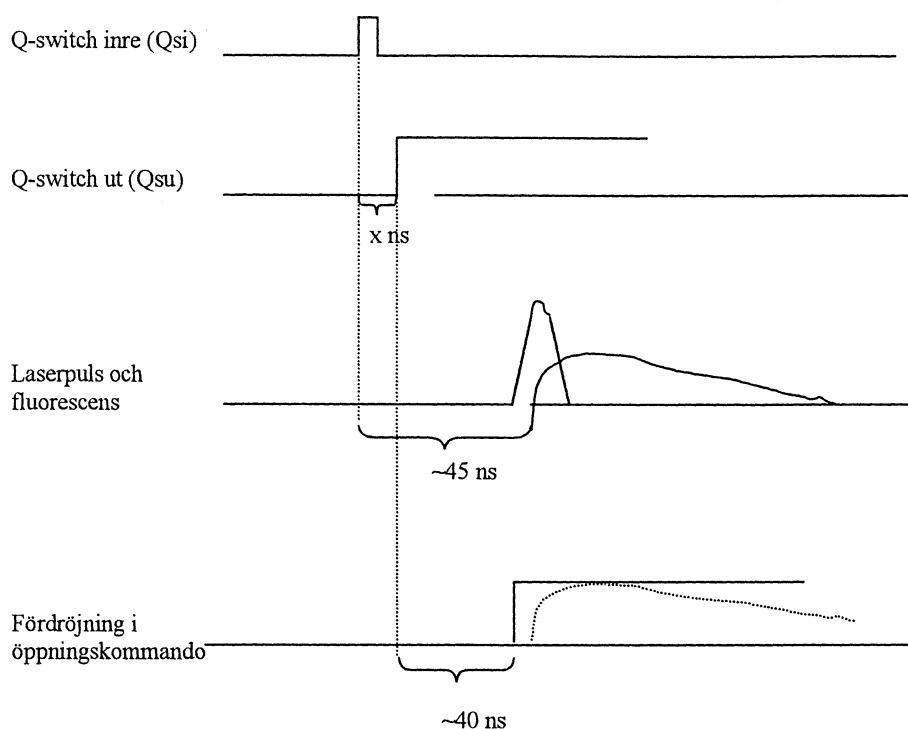 Q-switch inre (Qsi)
Q-switch ut (Qsu)
x ns
Laserpuls och
fluorescens
~45 ns
Fördröjning i
öppningskommando
~40 ns